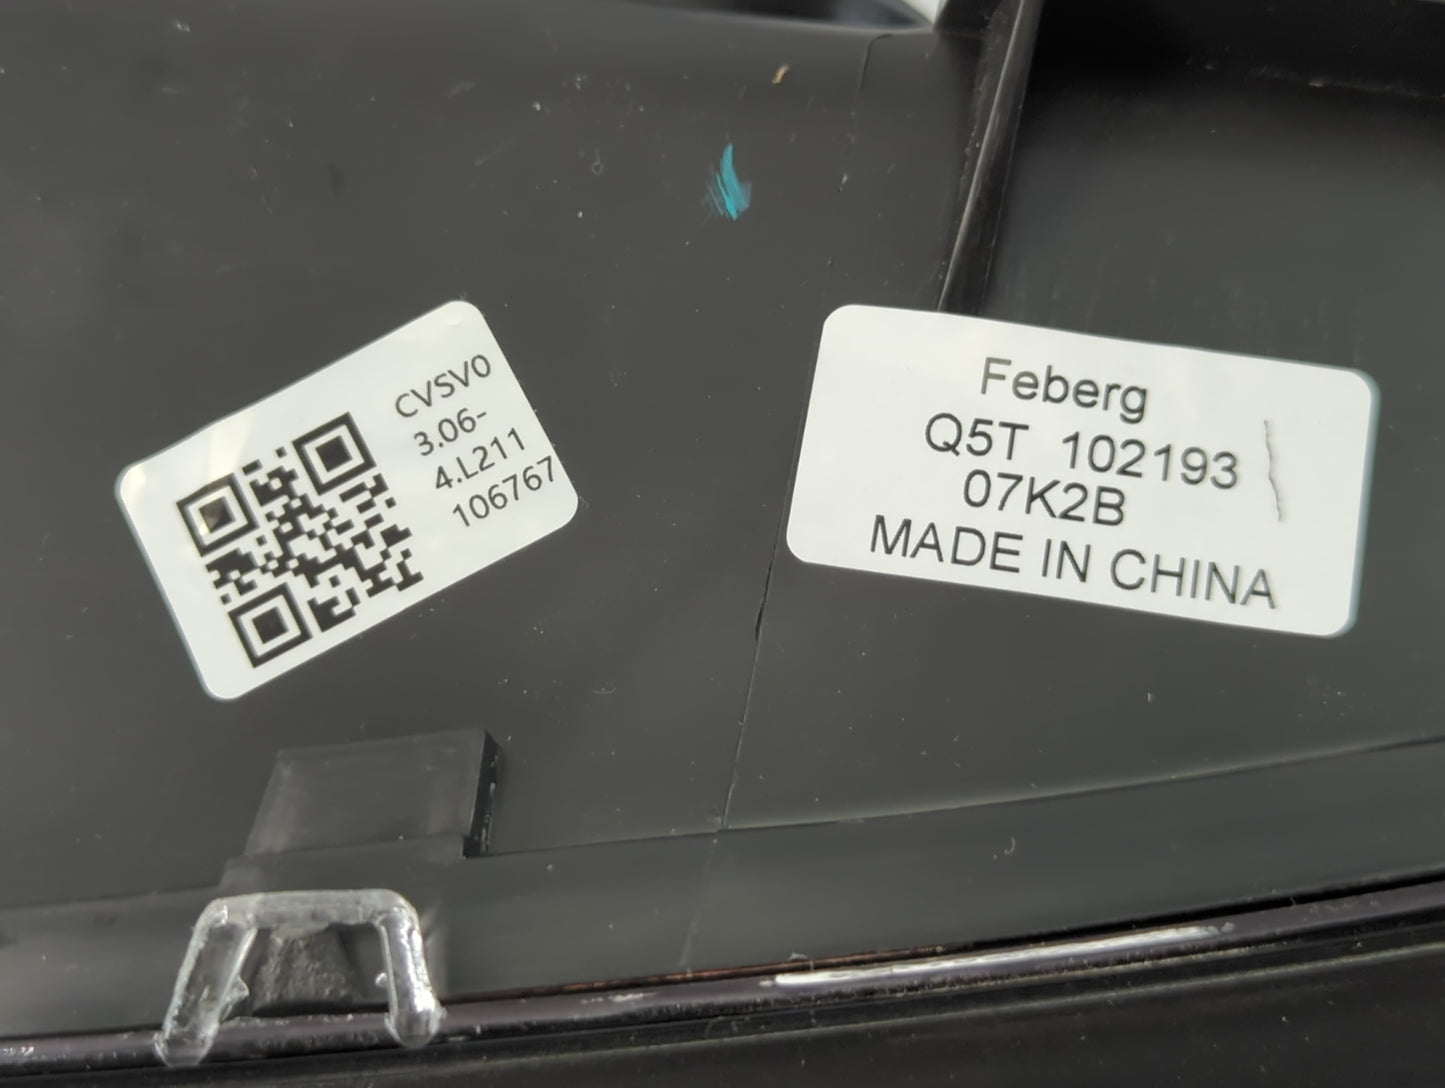 CVSV0
3.06-
4.L211
106767
Feberg
Q5T 102193
07K2B
MADE IN CHINA